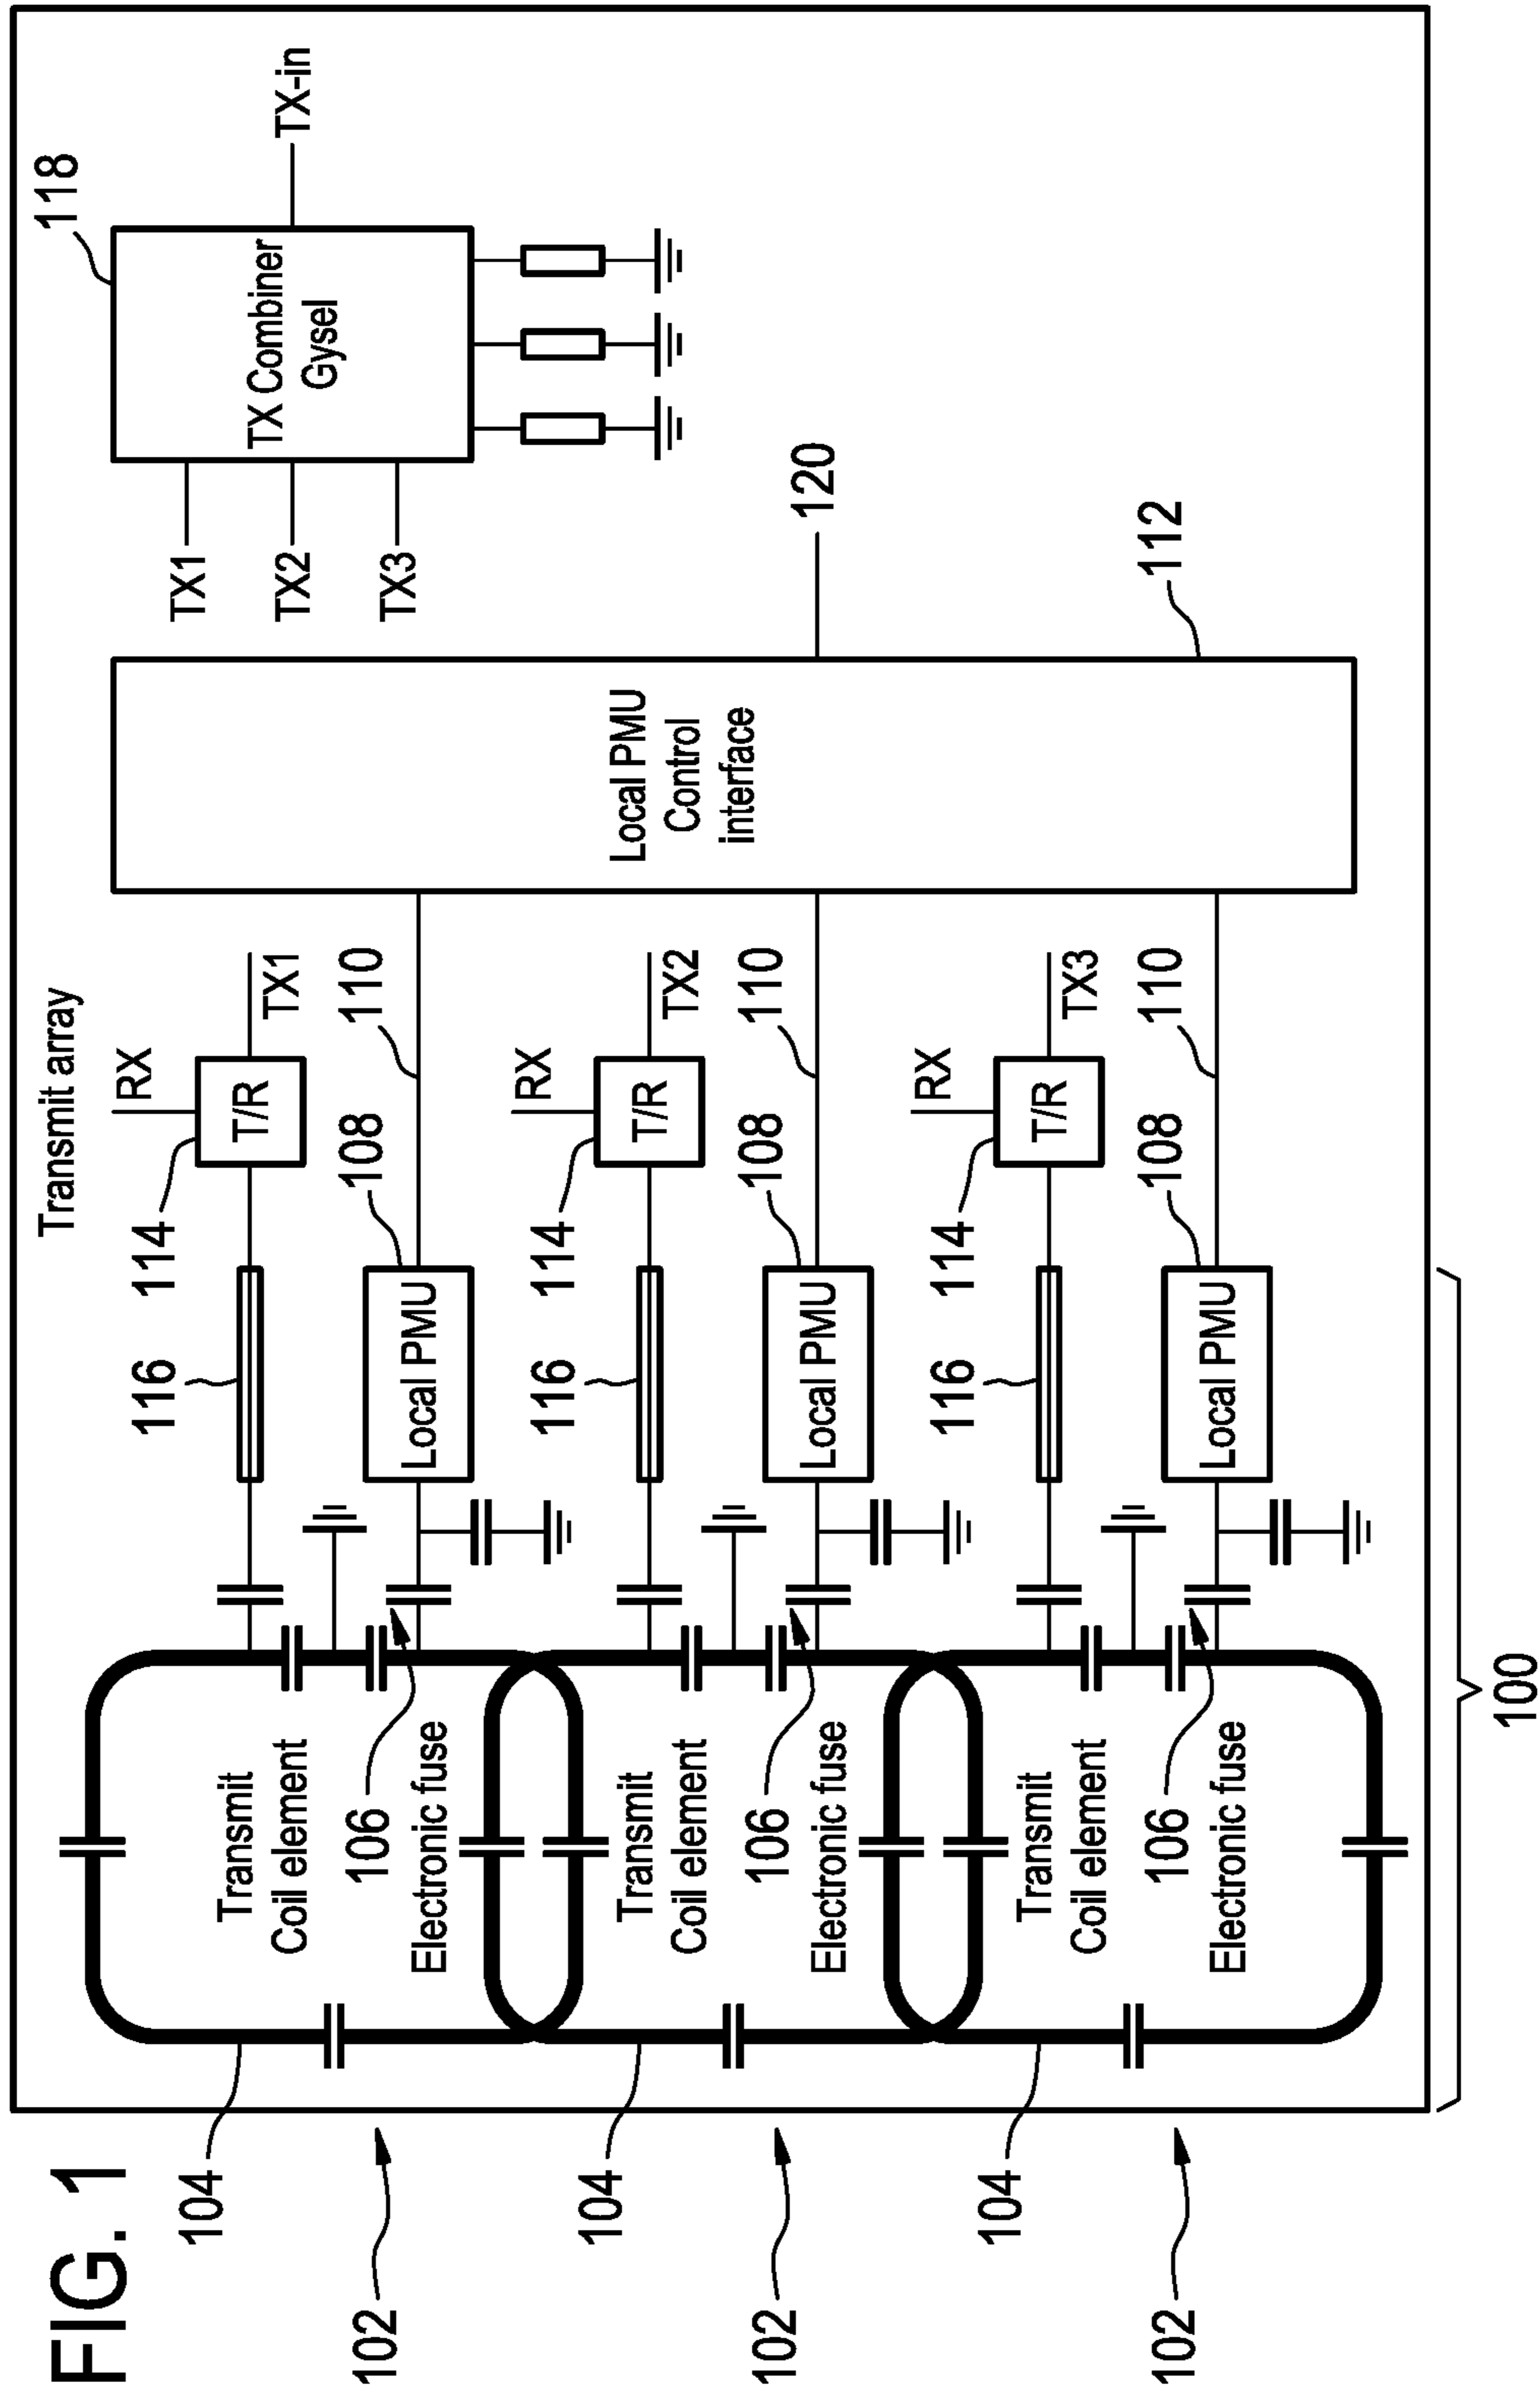 FIG. 1
Transmit array
118
TX Combiner
Gysel
TX-in
TX1
TX2
TX3
RX
T/R
TX1
114
116
110
108
Local PMU
Transmit
Coil element
106
Electronic fuse
104
102
RX
T/R
TX2
114
116
110
108
Local PMU
Transmit
Coil element
106
Electronic fuse
104
102
RX
T/R
TX3
114
116
110
108
Local PMU
Transmit
Coil element
106
Electronic fuse
104
102
Local PMU
Control
interface
120
112
100